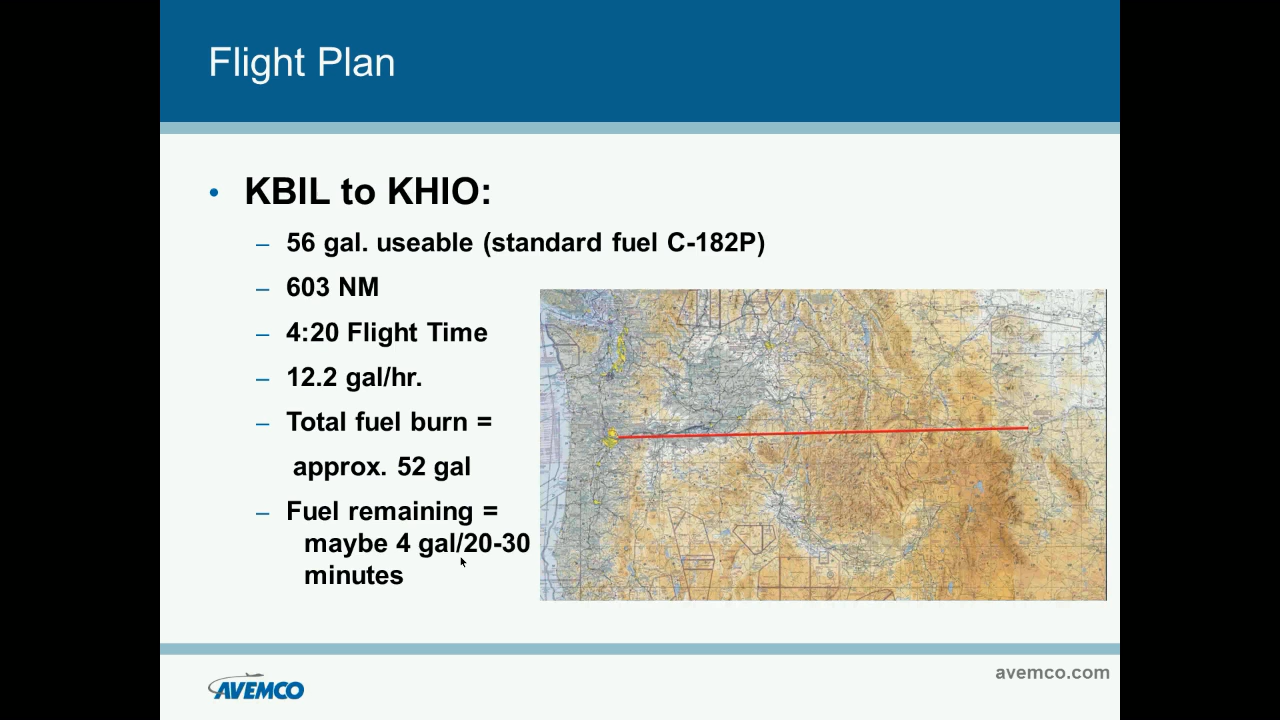 Flight Plan
• KBIL to KHIO:
– 56 gal. useable (standard fuel C-182P)
– 603 NM
– 4:20 Flight Time
– 12.2 gal/hr.
– Total fuel burn =
approx. 52 gal
– Fuel remaining =
maybe 4 gal/20-30
minutes
AVEMCO
avemco.com